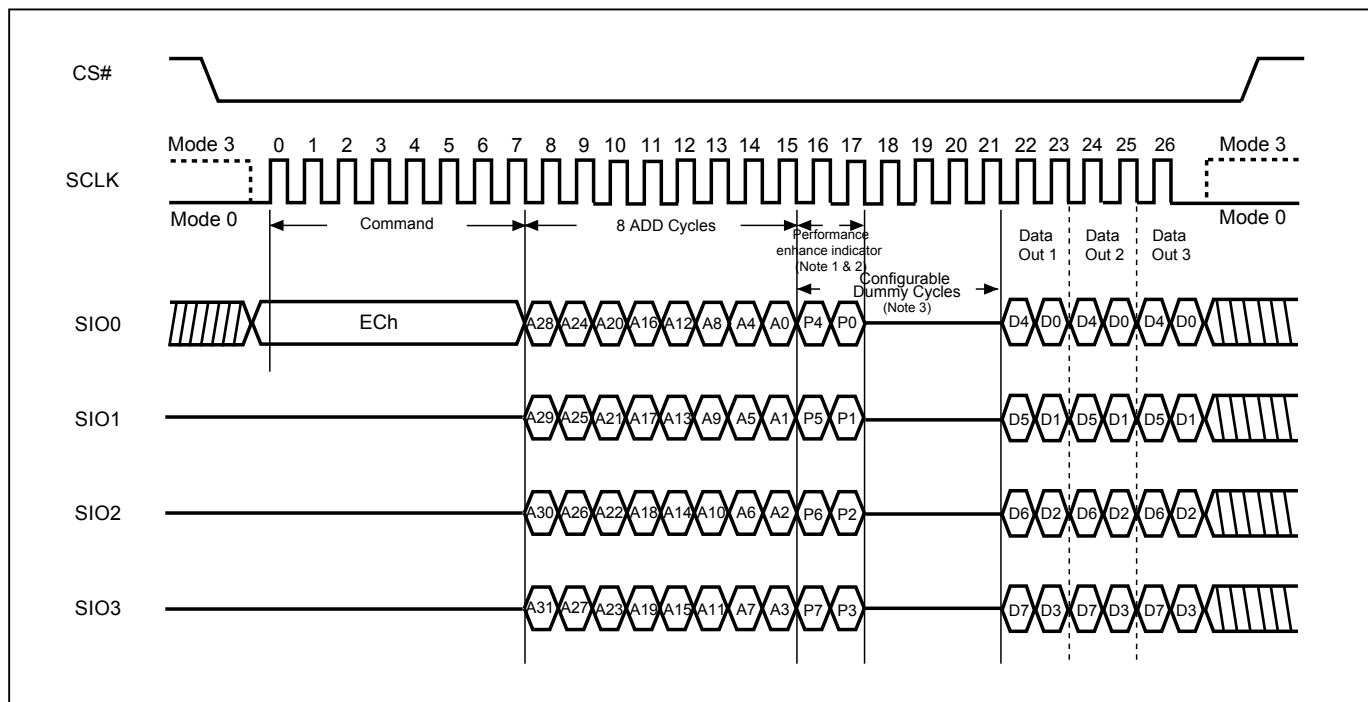 CS#
Mode 3
0 1 2 3 4 5 6 7 8 9 10 11 12 13 14 15 16 17 18 19 20 21 22 23 24 25 26
Mode 3
SCLK
Mode 0
Mode 0
Command
8 ADD Cycles
Performance
enhance indicator
(Note 1 & 2)
Configurable
Dummy Cycles
(Note 3)
Data
Out 1
Data
Out 2
Data
Out 3
SIO0
ECh
A28 A24 A20 A16 A12 A8 A4 A0 P4 P0 D4 D0 D4 D0 D4 D0
SIO1
A29 A25 A21 A17 A13 A9 A5 A1 P5 P1 D5 D1 D5 D1 D5 D1
SIO2
A30 A26 A22 A18 A14 A10 A6 A2 P6 P2 D6 D2 D6 D2 D6 D2
SIO3
A31 A27 A23 A19 A15 A11 A7 A3 P7 P3 D7 D3 D7 D3 D7 D3